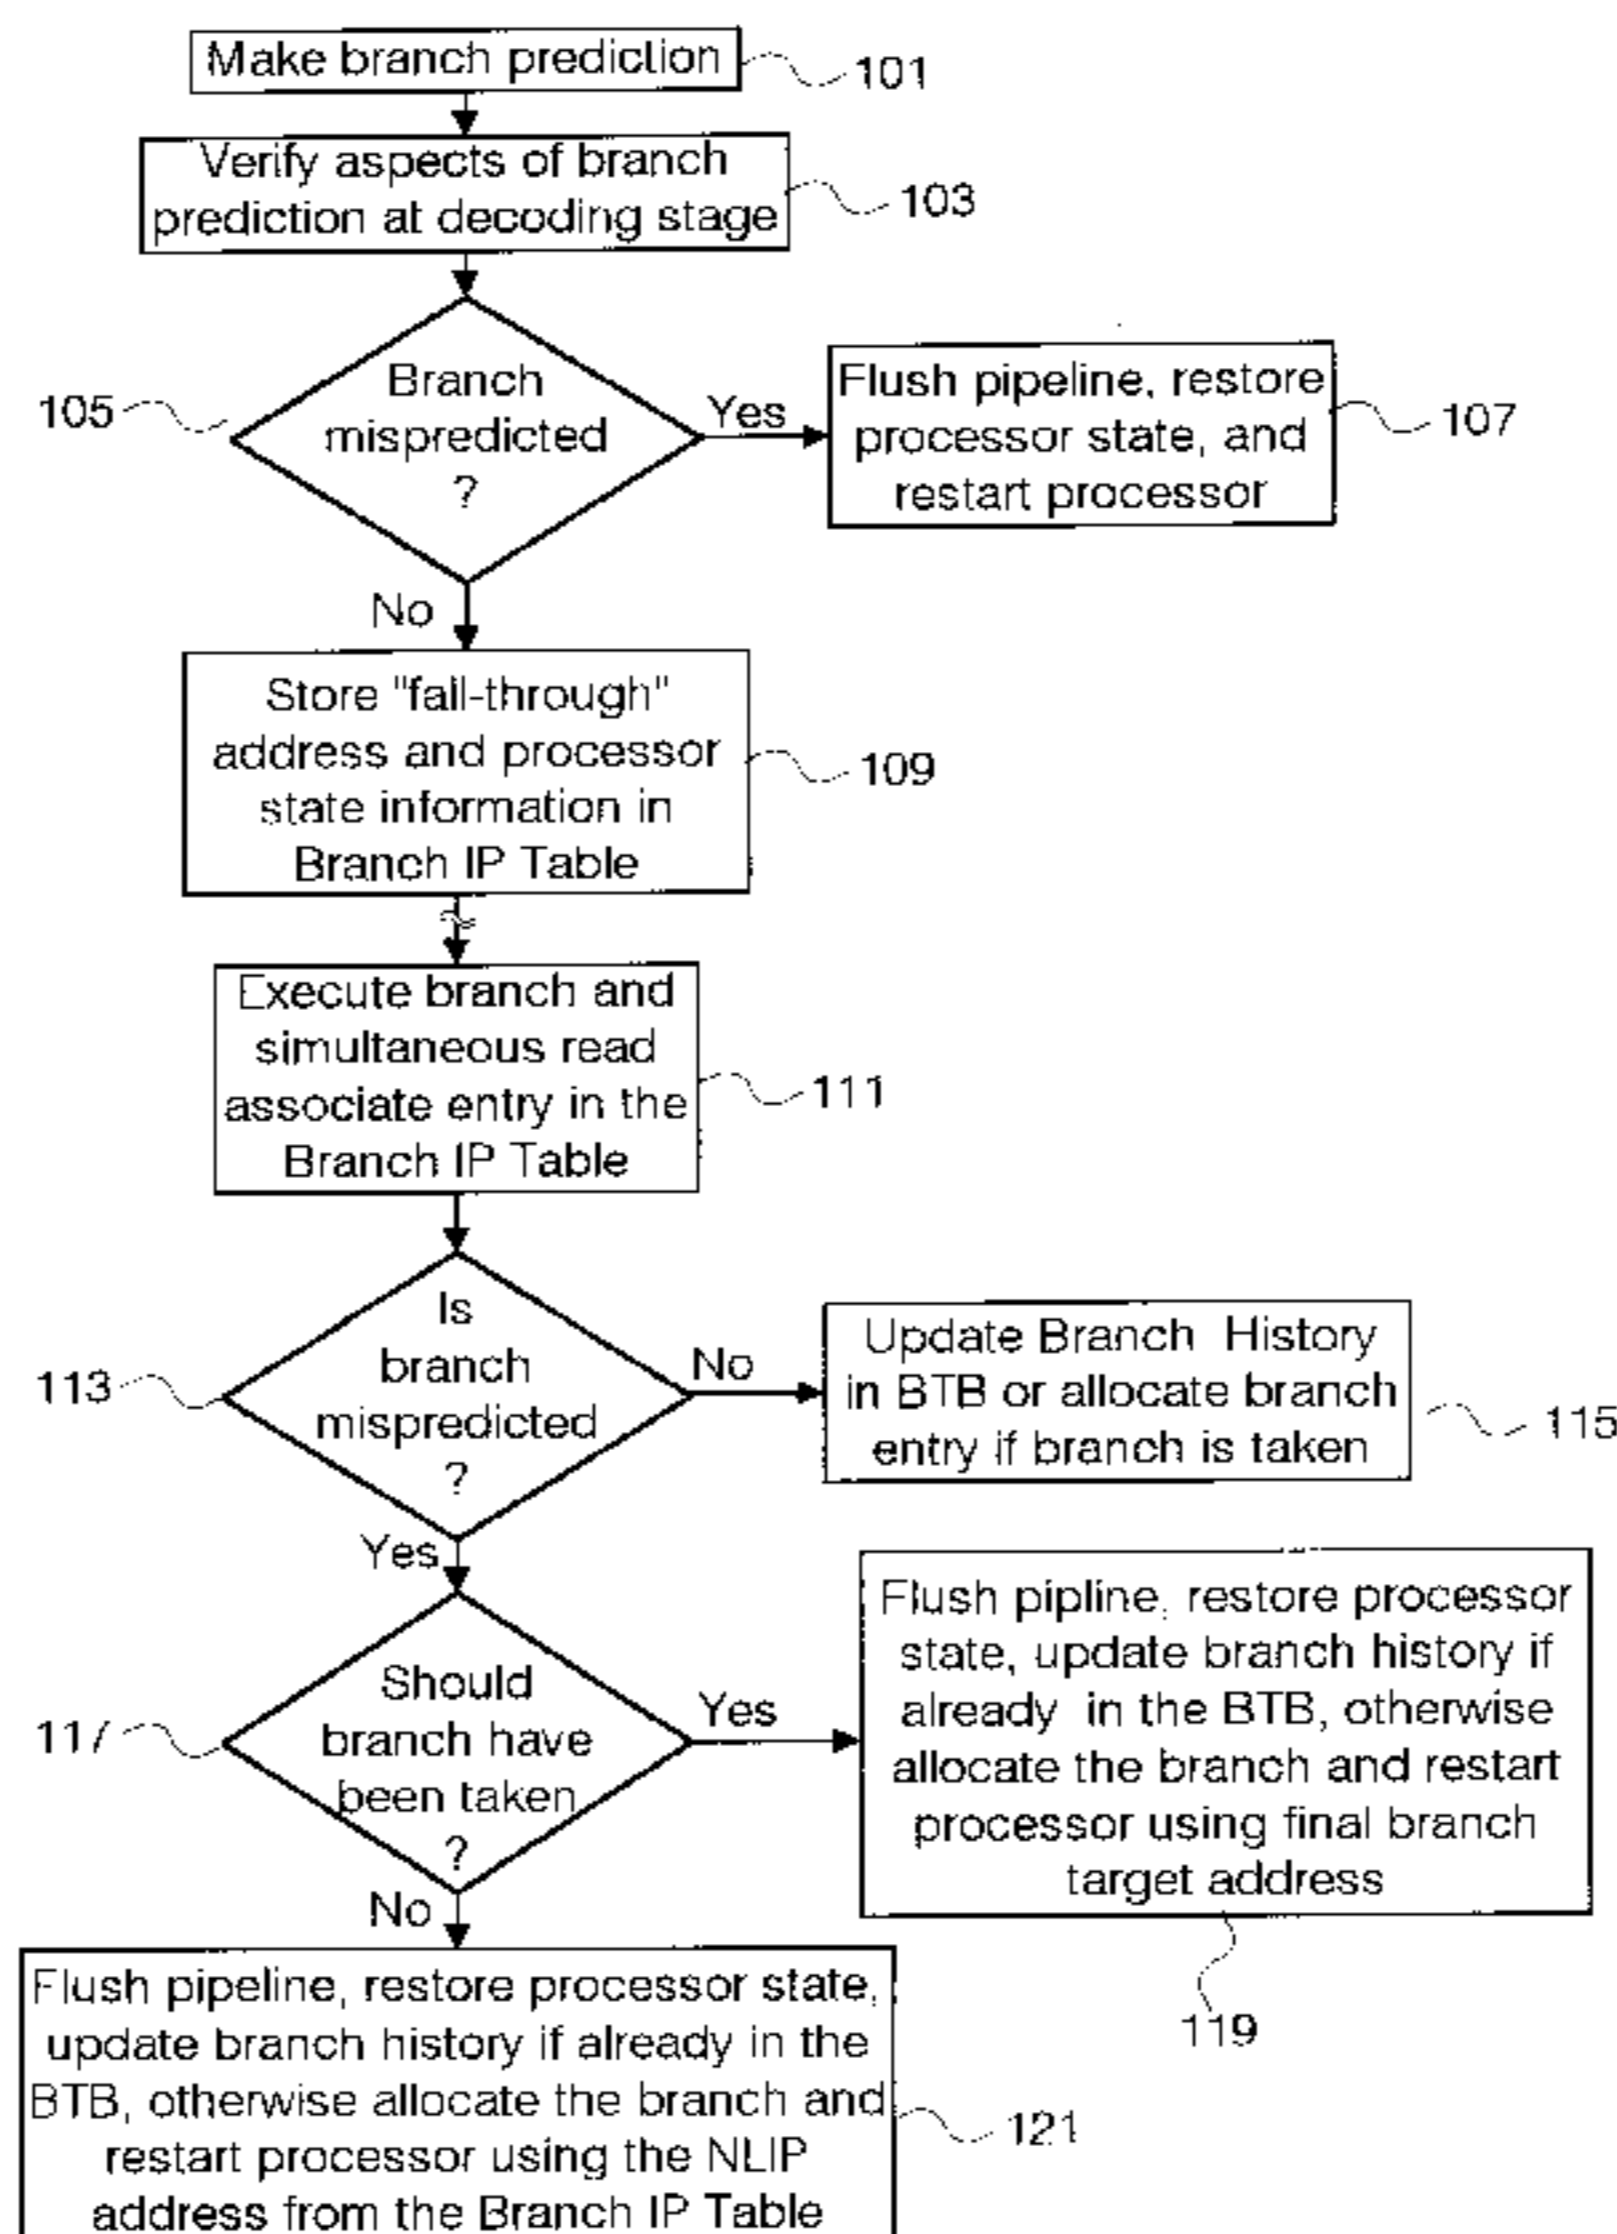 Make branch prediction
101
Verify aspects of branch
prediction at decoding stage
103
Branch
mispredicted
?
105
Yes
Flush pipeline, restore
processor state, and
restart processor
107
No
Store "fall-through"
address and processor
state information in
Branch IP Table
109
Execute branch and
simultaneous read
associate entry in the
Branch IP Table
111
Is
branch
mispredicted
?
113
No
Update Branch History
in BTB or allocate branch
entry if branch is taken
115
Yes
Should
branch have
been taken
?
117
Yes
Flush pipline, restore processor
state, update branch history if
already in the BTB, otherwise
allocate the branch and restart
processor using final branch
target address
119
No
Flush pipeline, restore processor state,
update branch history if already in the
BTB, otherwise allocate the branch and
restart processor using the NLIP
address from the Branch IP Table
121